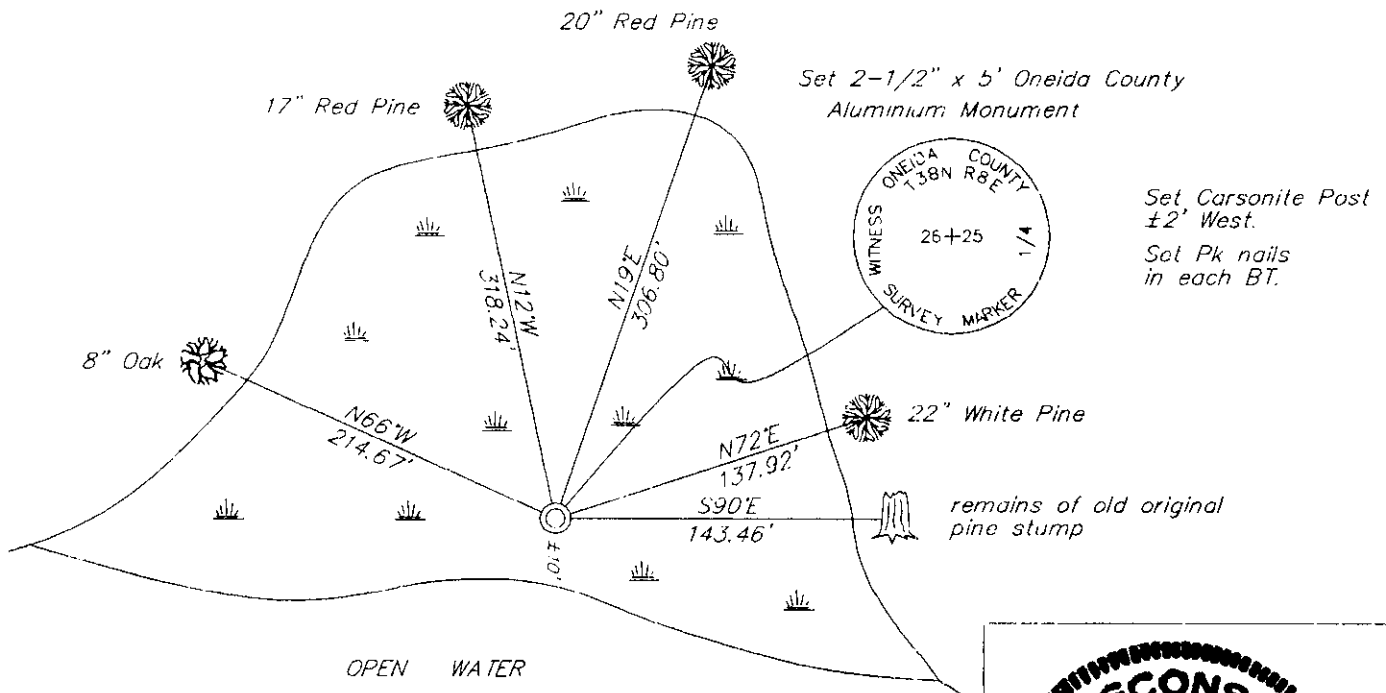 20" Red Pine
17" Red Pine
Set 2-1/2" x 5' Oneida County
Aluminium Monument
ONEIDA COUNTY
T38N R8E
WITNESS
26+25
1/4
SURVEY MARKER
Set Carsonite Post
±2' West.
Set Pk nails
in each BT.
N12°W
318.24'
N19°E
306.80'
8" Oak
N66°W
214.67'
22" White Pine
N72°E
137.92'
S90°E
143.46'
remains of old original
pine stump
±10'
OPEN WATER